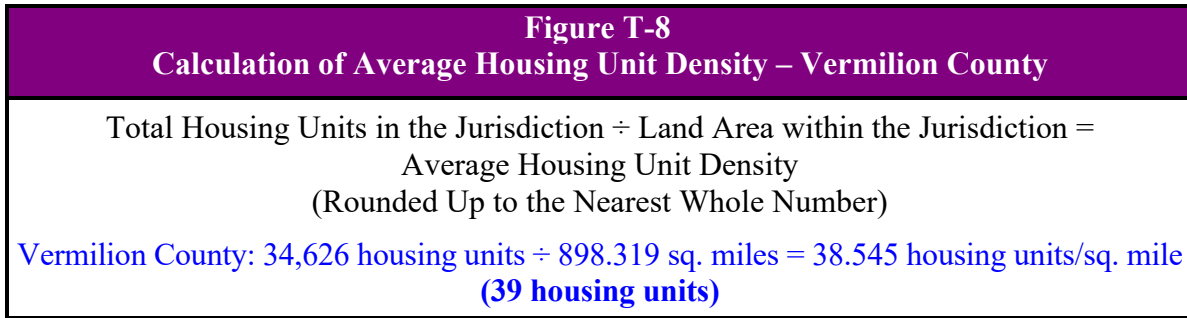 Figure T-8
Calculation of Average Housing Unit Density – Vermilion County
Total Housing Units in the Jurisdiction ÷ Land Area within the Jurisdiction =
Average Housing Unit Density
(Rounded Up to the Nearest Whole Number)
Vermilion County: 34,626 housing units ÷ 898.319 sq. miles = 38.545 housing units/sq. mile
(39 housing units)